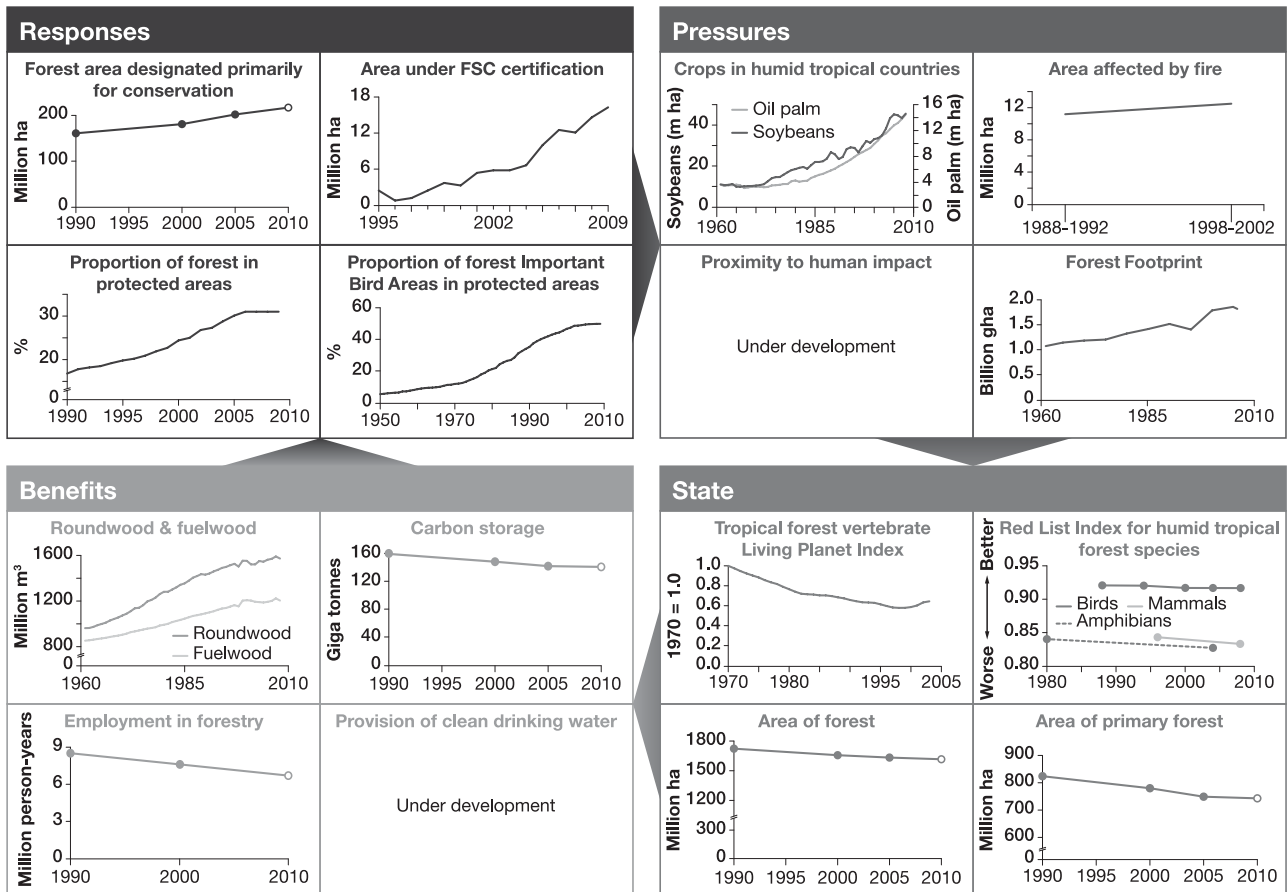 Responses
Forest area designated primarily
for conservation
Million ha
200
100
0
1990
2000
2005
2010
Area under FSC certification
Million ha
18
12
6
0
1995
2002
2009
Proportion of forest in
protected areas
%
30
20
0
1990
1995
2000
2005
2010
Proportion of forest Important
Bird Areas in protected areas
%
60
40
20
0
1950
1970
1990
2010
Pressures
Crops in humid tropical countries
Soybeans (m ha)
40
20
0
Oil palm
Soybeans
16
12
8
4
0
Oil palm (m ha)
1960
1985
2010
Area affected by fire
Million ha
12
8
4
0
1988-1992
1998-2002
Proximity to human impact
Under development
Forest Footprint
Billion gha
2.0
1.5
1.0
0.5
0
1960
1985
2010
Benefits
Roundwood & fuelwood
Million m³
1600
1200
800
0
Roundwood
Fuelwood
1960
1985
2010
Carbon storage
Giga tonnes
160
120
80
40
0
1990
1995
2000
2005
2010
Employment in forestry
Million person-years
9
6
3
0
1990
2000
2010
Provision of clean drinking water
Under development
State
Tropical forest vertebrate
Living Planet Index
1970 = 1.0
1.0
0.8
0.6
0.4
0.2
0.0
1970
1982
1995
2005
Red List Index for humid tropical
forest species
Worse
Better
0.95
0.90
0.85
0.80
Birds
Mammals
Amphibians
1980
1990
2000
2010
Area of forest
Million ha
1800
1500
1200
300
0
1990
1995
2000
2005
2010
Area of primary forest
Million ha
900
800
700
600
0
1990
1995
2000
2005
2010